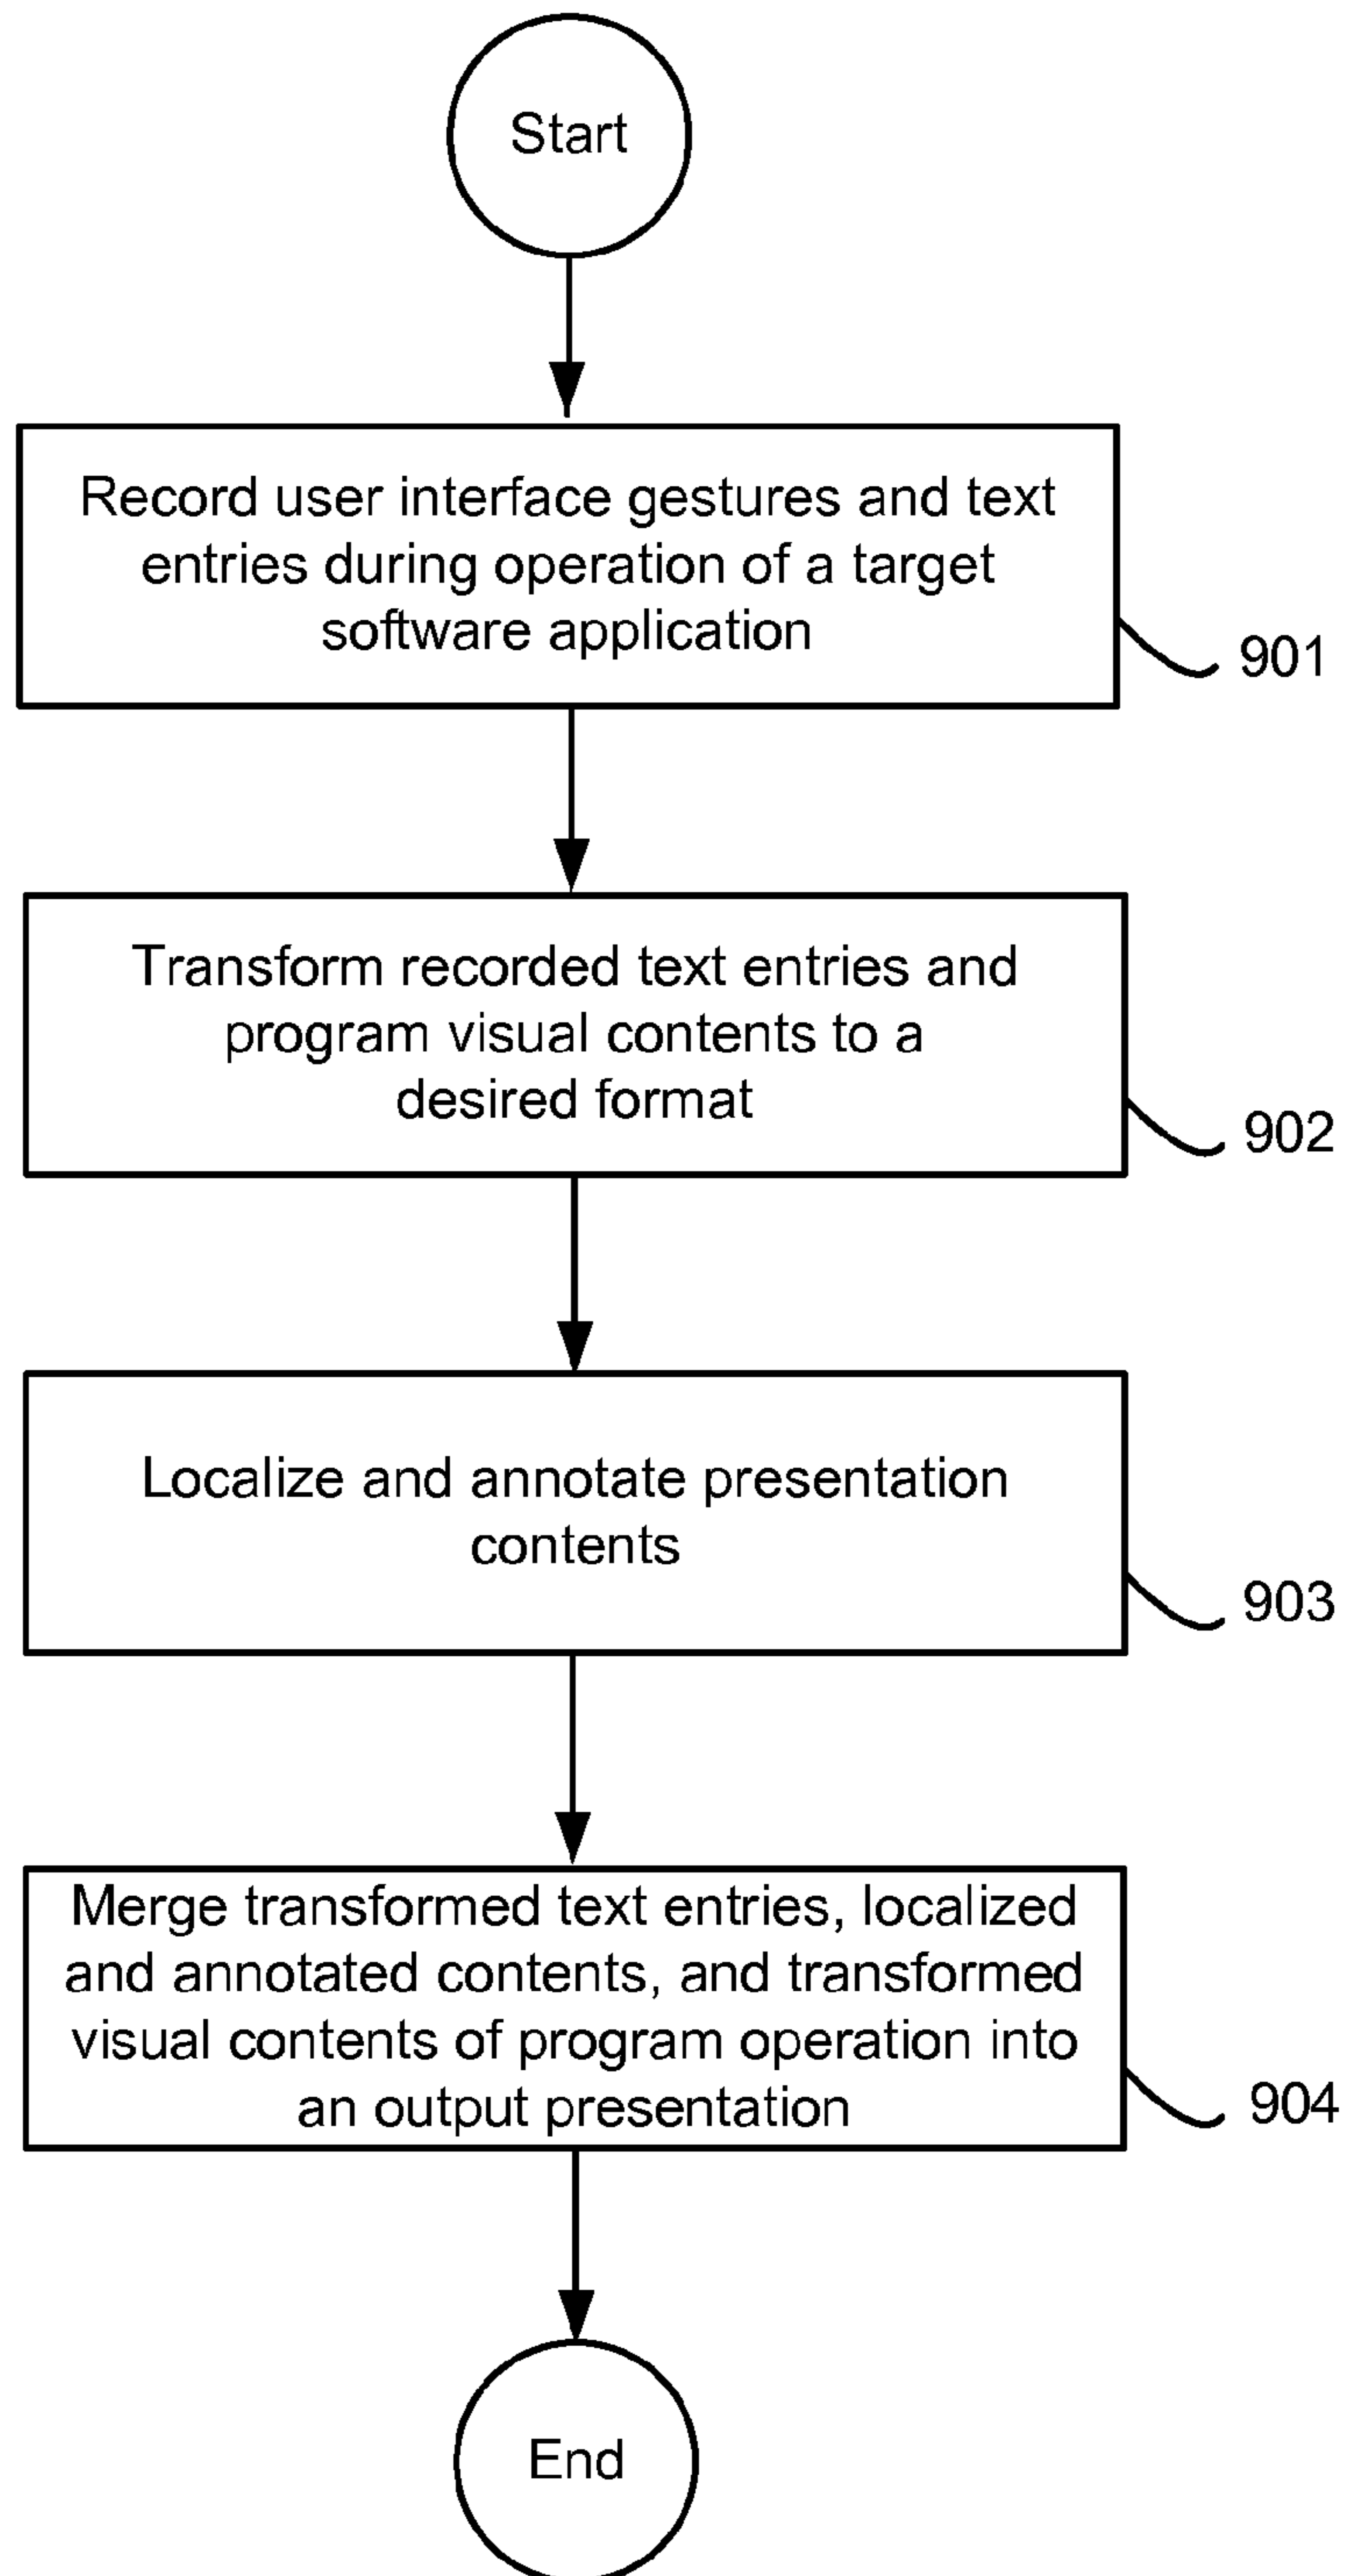 Start
Record user interface gestures and text
entries during operation of a target
software application
901
Transform recorded text entries and
program visual contents to a
desired format
902
Localize and annotate presentation
contents
903
Merge transformed text entries, localized
and annotated contents, and transformed
visual contents of program operation into
an output presentation
904
End